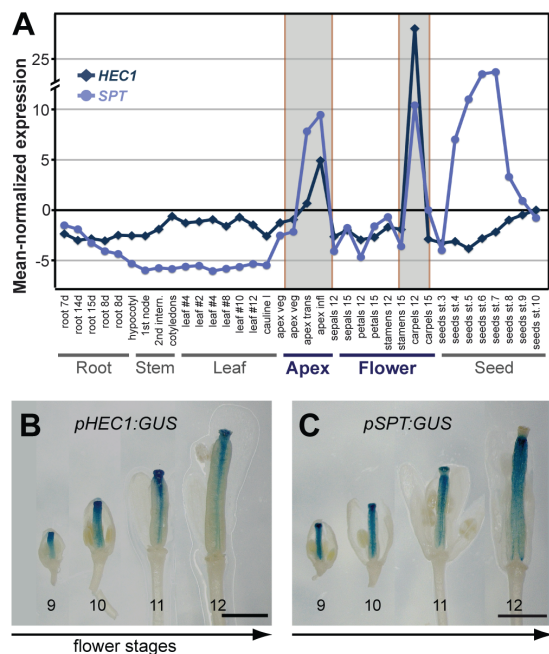 A
Mean-normalized expression
25
10
5
0
−5
HEC1
SPT
root 7d
root 14d
root 15d
root 8d
root 8d
hypocotyl
1st node
2nd intern.
cotyledons
leaf #4
leaf #2
leaf #4
leaf #8
leaf #10
leaf #12
cauline l
apex veg
apex veg
apex trans
apex infl
sepals 12
sepals 15
petals 12
petals 15
stamens 12
stamens 15
carpels 12
carpels 15
seeds st.3
seeds st.4
seeds st.5
seeds st.6
seeds st.7
seeds st.8
seeds st.9
seeds st.10
Root
Stem
Leaf
Apex
Flower
Seed
B
pHEC1:GUS
9
10
11
12
flower stages
C
pSPT:GUS
9
10
11
12